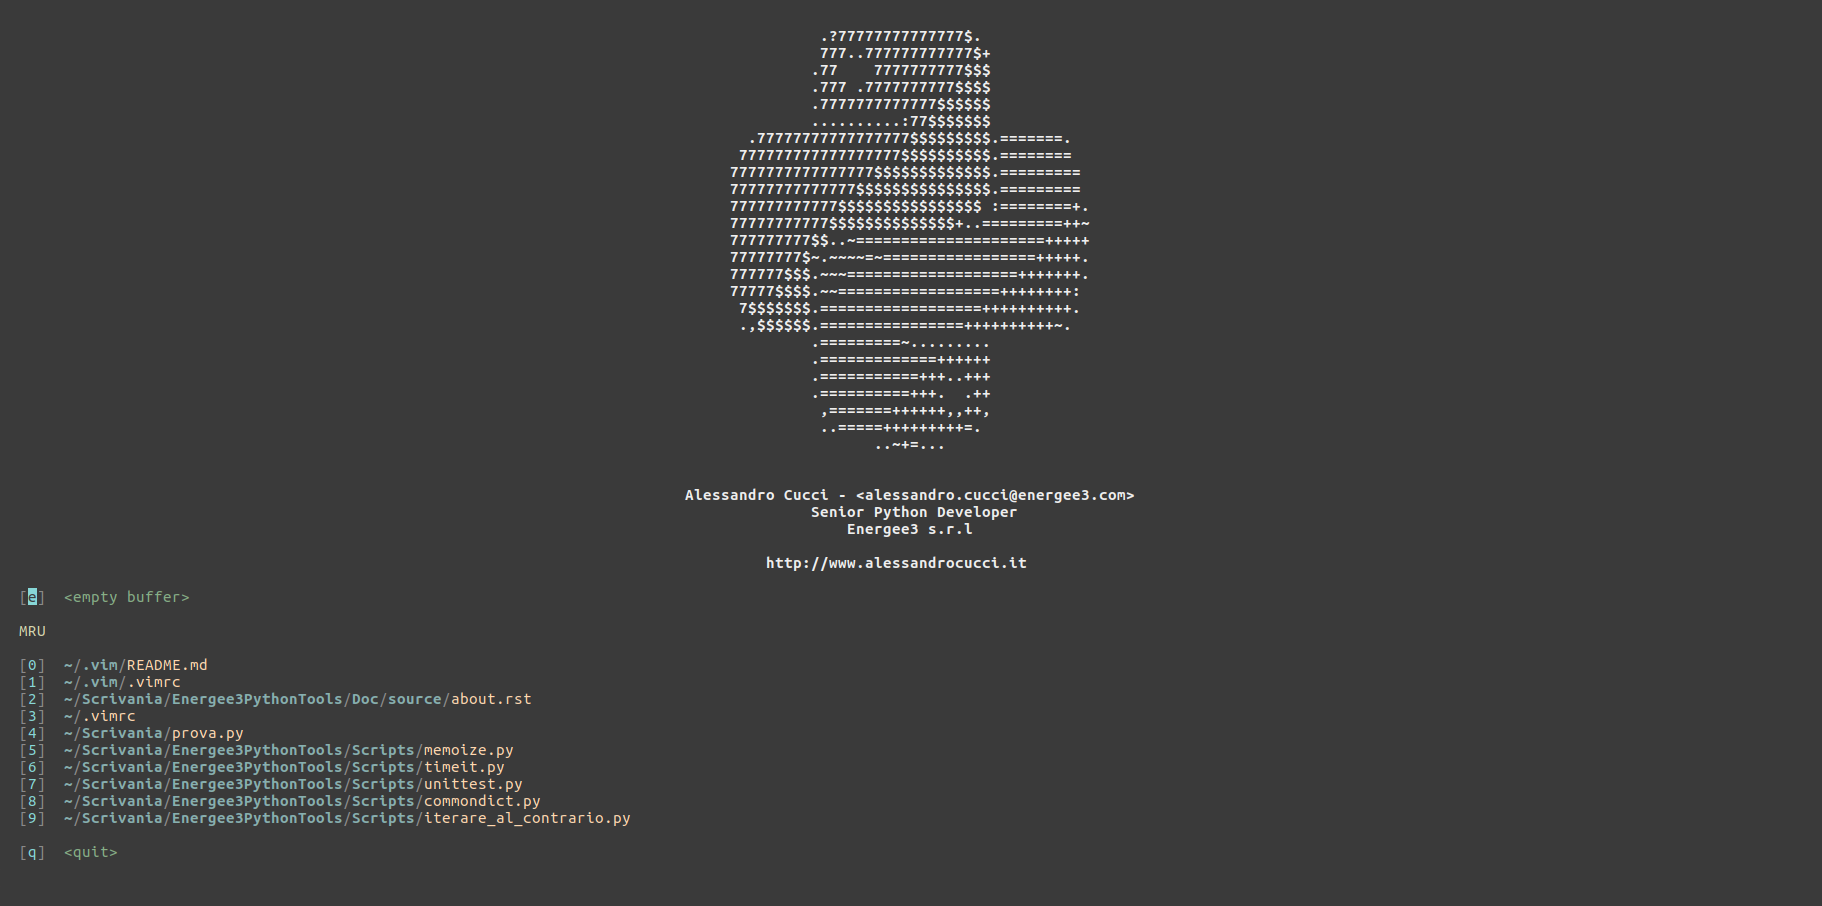 .?77777777777777$.
777..777777777777$+
.77    7777777777$$$
.777 .7777777777$$$$
.7777777777777$$$$$$
..........:77$$$$$$$
.77777777777777777$$$$$$$$$.=======.
777777777777777777$$$$$$$$$$.========
7777777777777777$$$$$$$$$$$$$.=========
77777777777777$$$$$$$$$$$$$$$.=========
777777777777$$$$$$$$$$$$$$$$ :========+.
77777777777$$$$$$$$$$$$$$+..=========++~
777777777$$..~=====================+++++
77777777$~.~~~~=~=================+++++.
777777$$$.~~~===================+++++++.
77777$$$$.~~==================++++++++:
7$$$$$$$.==================++++++++++.
.,$$$$$$.================++++++++++~.
.=========~.........
.=============++++++
.===========+++..+++
.==========+++.  .++
,=======++++++,,++,
..=====+++++++++=.
..~+=...
Alessandro Cucci - <alessandro.cucci@energee3.com>
Senior Python Developer
Energee3 s.r.l
http://www.alessandrocucci.it
[e]  <empty buffer>
MRU
[0]  ~/.vim/README.md
[1]  ~/.vim/.vimrc
[2]  ~/Scrivania/Energee3PythonTools/Doc/source/about.rst
[3]  ~/.vimrc
[4]  ~/Scrivania/prova.py
[5]  ~/Scrivania/Energee3PythonTools/Scripts/memoize.py
[6]  ~/Scrivania/Energee3PythonTools/Scripts/timeit.py
[7]  ~/Scrivania/Energee3PythonTools/Scripts/unittest.py
[8]  ~/Scrivania/Energee3PythonTools/Scripts/commondict.py
[9]  ~/Scrivania/Energee3PythonTools/Scripts/iterare_al_contrario.py
[q]  <quit>